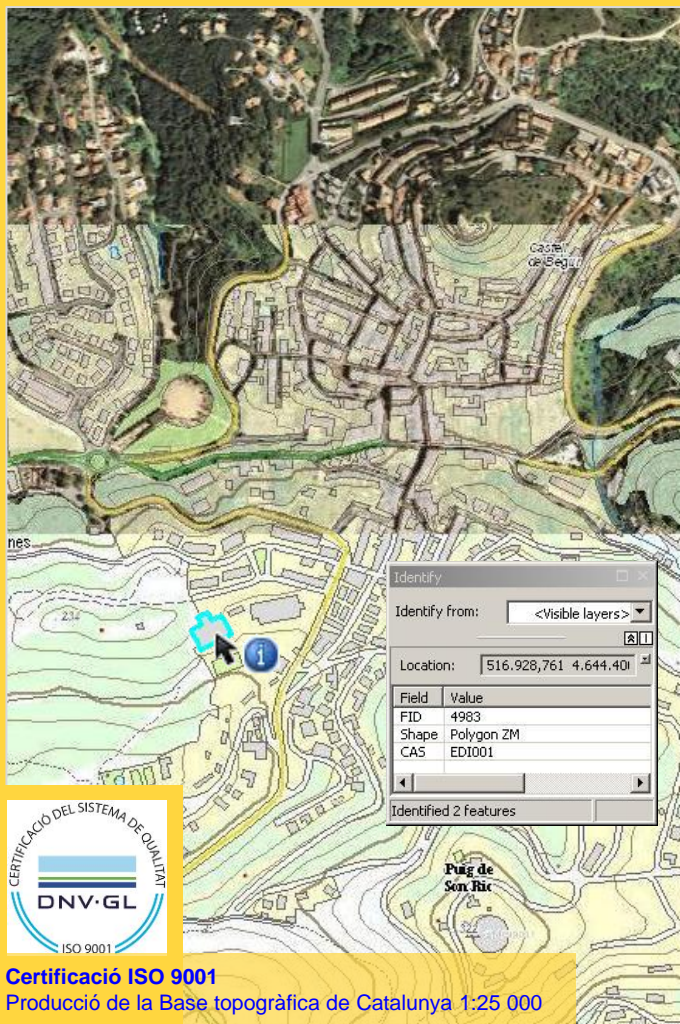 Castell
de Begur
nes
234
Identify
Identify from:
<Visible layers>
Location:
516.928,761 4.644.40
Field Value
FID 4983
Shape Polygon ZM
CAS EDI001
Identified 2 features
Puig de
Son Ric
CERTIFICACIÓ DEL SISTEMA DE QUALITAT
DNV·GL
ISO 9001
Certificació ISO 9001
Producció de la Base topogràfica de Catalunya 1:25 000